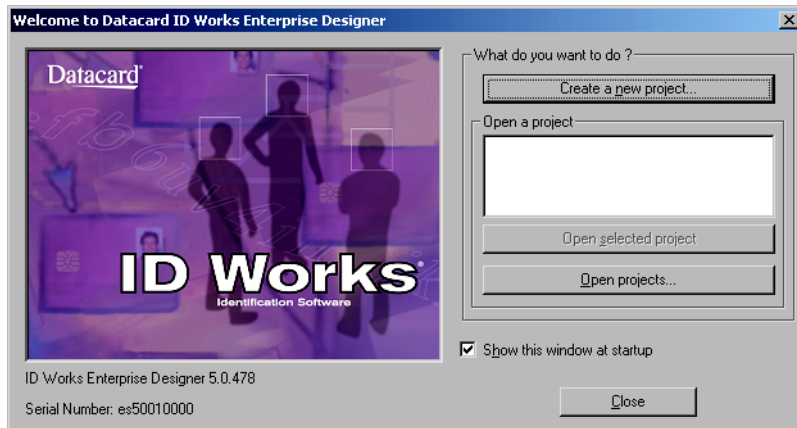 Welcome to Datacard ID Works Enterprise Designer
Datacard®
ID Works®
Identification Software
ID Works Enterprise Designer 5.0.478
Serial Number: es50010000
What do you want to do ?
Create a new project...
Open a project
Open selected project
Open projects...
Show this window at startup
Close